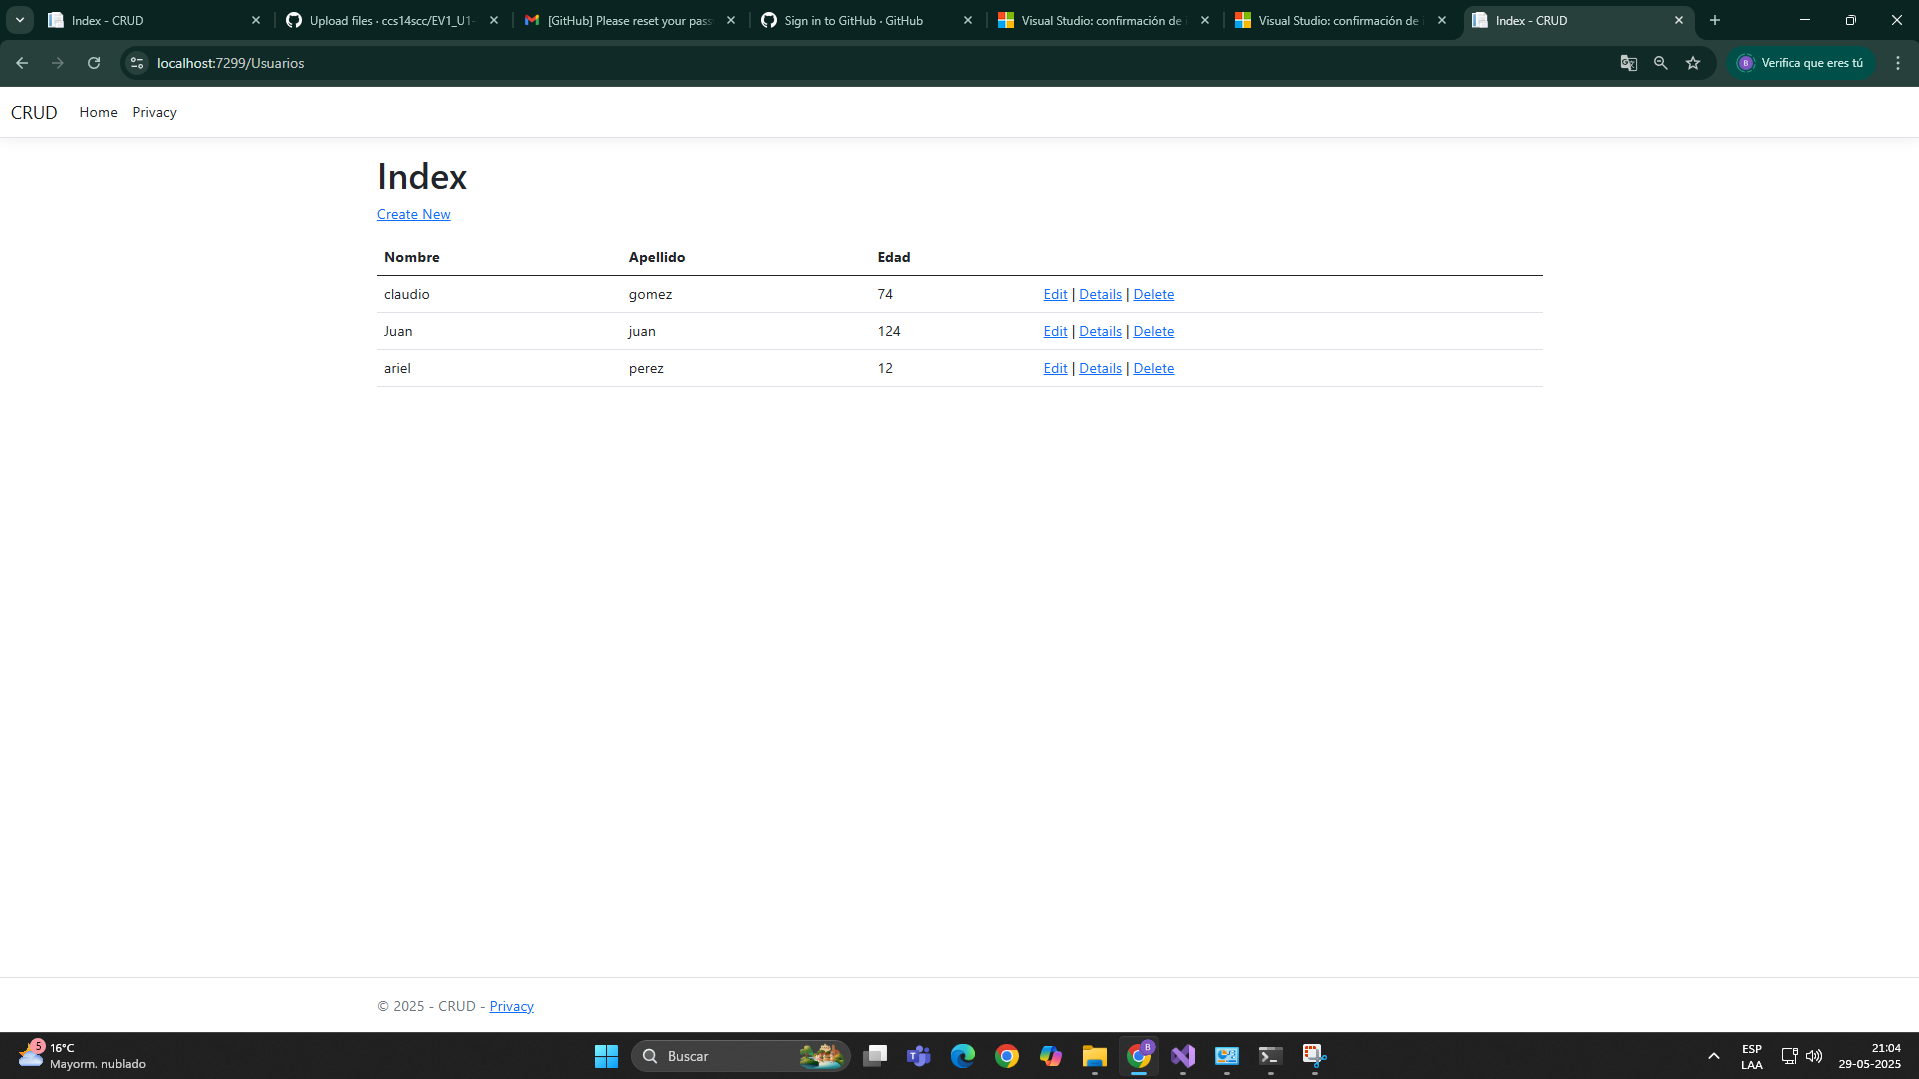 Index - CRUD
Upload files · ccs14scc/EV1_U1-
[GitHub] Please reset your pass
Sign in to GitHub · GitHub
Visual Studio: confirmación de
Visual Studio: confirmación de
Index - CRUD
localhost:7299/Usuarios
B
Verifica que eres tú
CRUD
Home
Privacy
Index
Create New
Nombre Apellido Edad
claudio gomez 74 Edit | Details | Delete
Juan juan 124 Edit | Details | Delete
ariel perez 12 Edit | Details | Delete
© 2025 - CRUD - Privacy
5
16°C
Mayorm. nublado
Buscar
B
ESP
LAA
21:04
29-05-2025